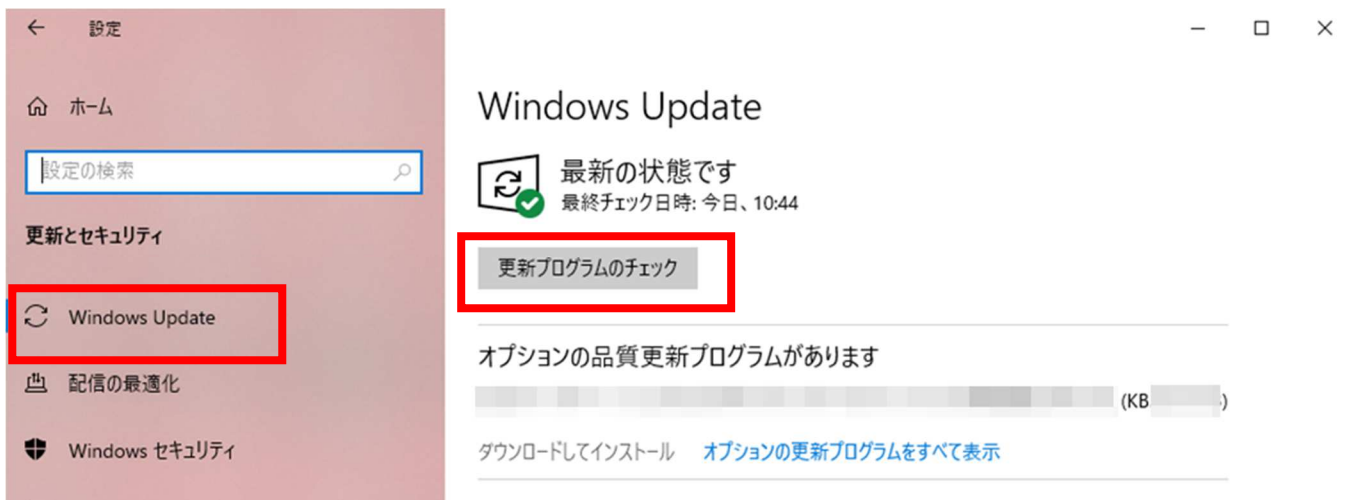 設定
ホーム
設定の検索
更新とセキュリティ
Windows Update
配信の最適化
Windows セキュリティ
Windows Update
最新の状態です
最終チェック日時: 今日、10:44
更新プログラムのチェック
オプションの品質更新プログラムがあります
(KB )
ダウンロードしてインストール オプションの更新プログラムをすべて表示